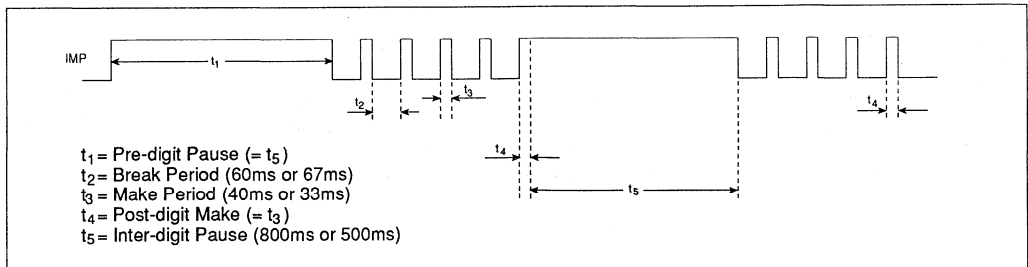 IMP
t1
t2
t3
t4
t4
t5
t1= Pre-digit Pause (= t5)
t2= Break Period (60ms or 67ms)
t3= Make Period (40ms or 33ms)
t4= Post-digit Make (= t3)
t5= Inter-digit Pause (800ms or 500ms)